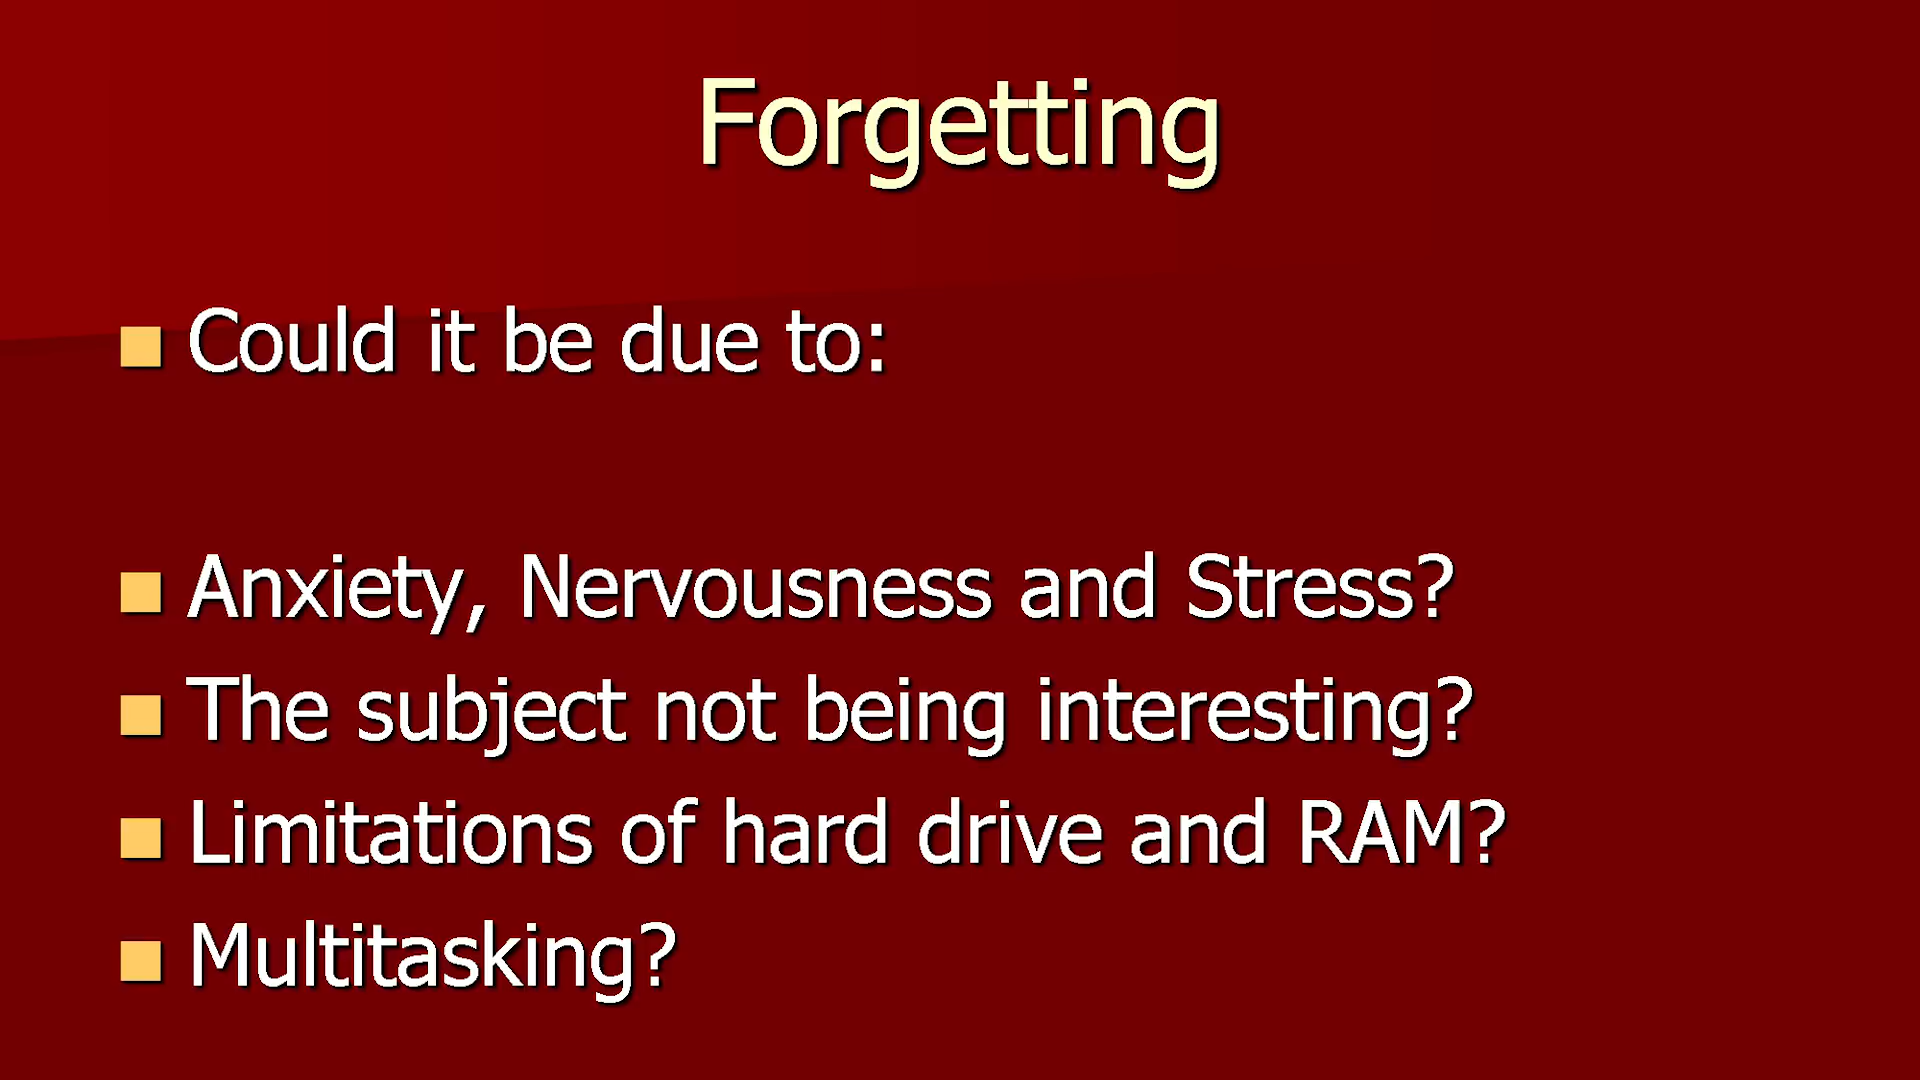 Forgetting
Could it be due to:
Anxiety, Nervousness and Stress?
The subject not being interesting?
Limitations of hard drive and RAM?
Multitasking?